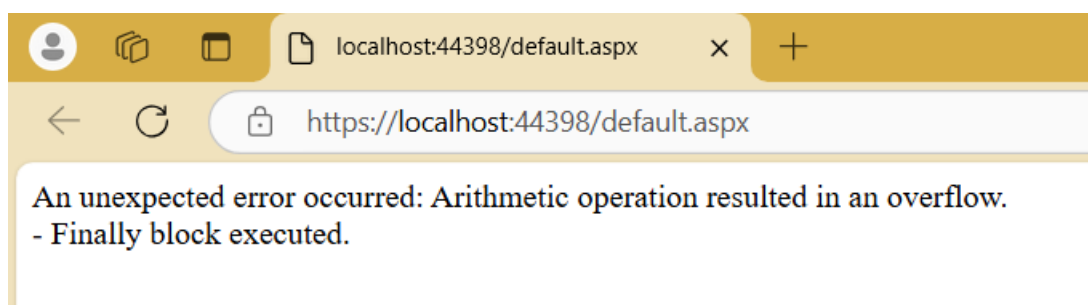 localhost:44398/default.aspx
https://localhost:44398/default.aspx
An unexpected error occurred: Arithmetic operation resulted in an overflow.
- Finally block executed.